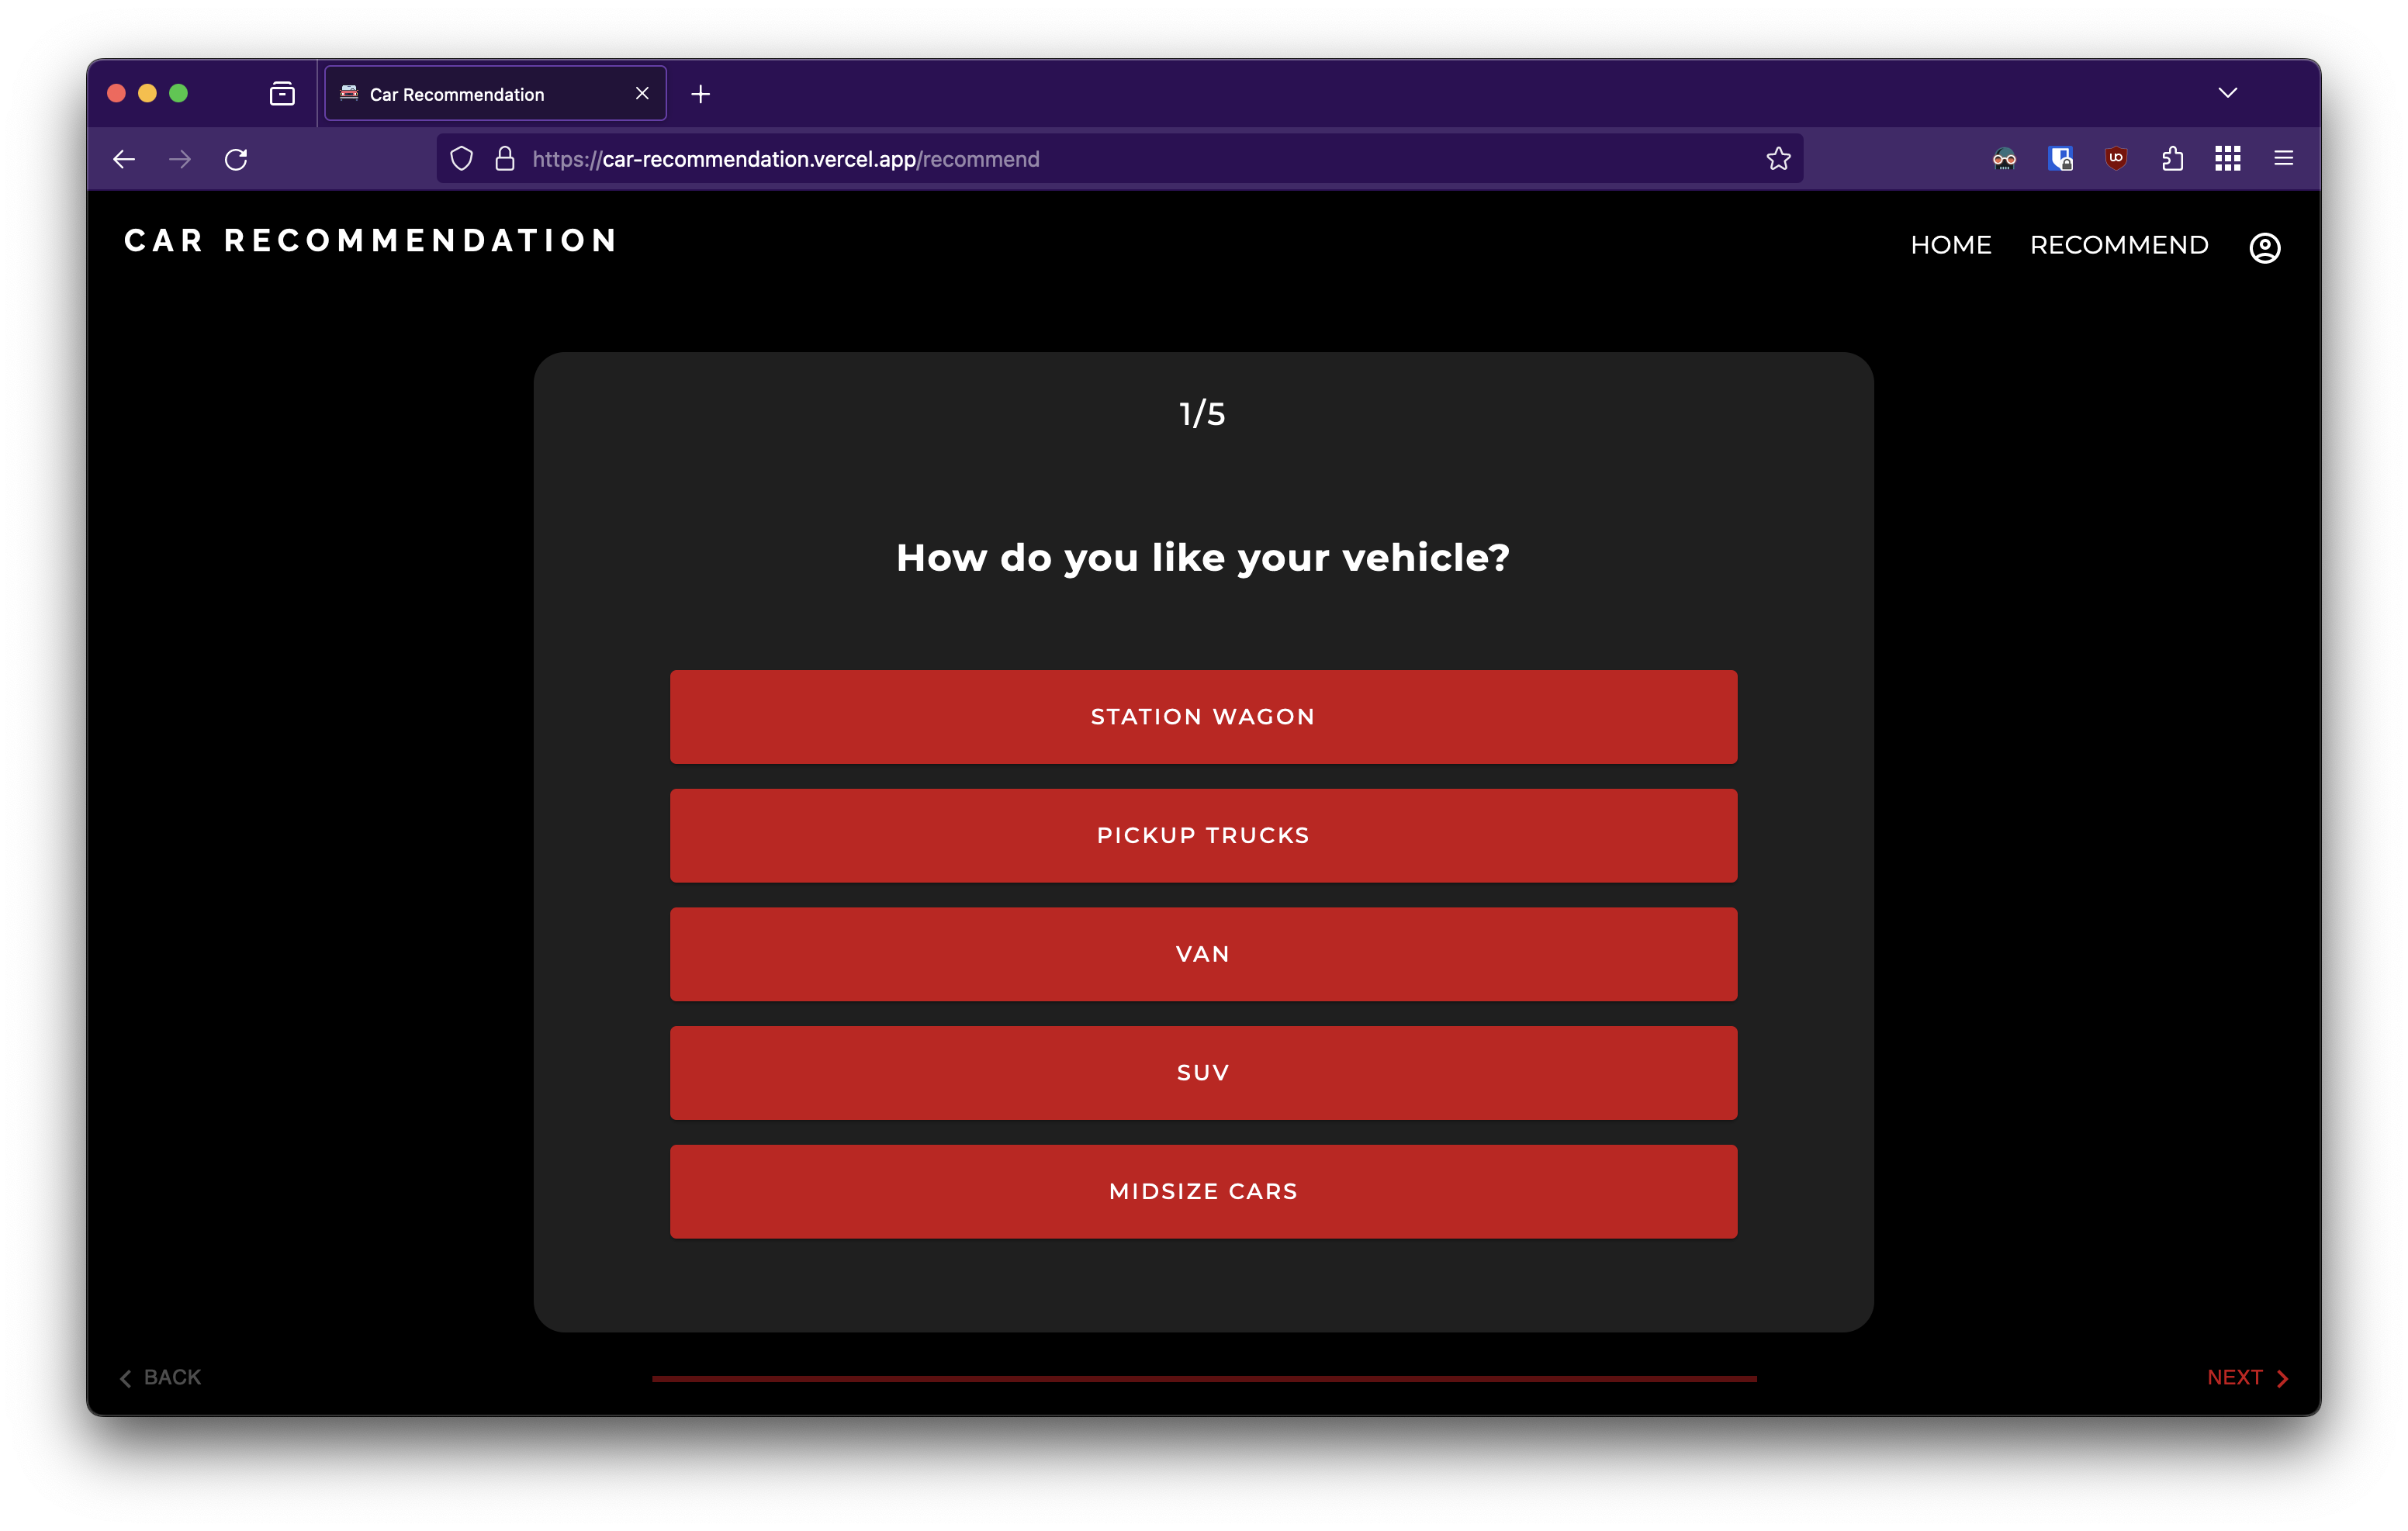 Car Recommendation
https://car-recommendation.vercel.app/recommend
CAR RECOMMENDATION
HOME
RECOMMEND
1/5
How do you like your vehicle?
STATION WAGON
PICKUP TRUCKS
VAN
SUV
MIDSIZE CARS
BACK
NEXT